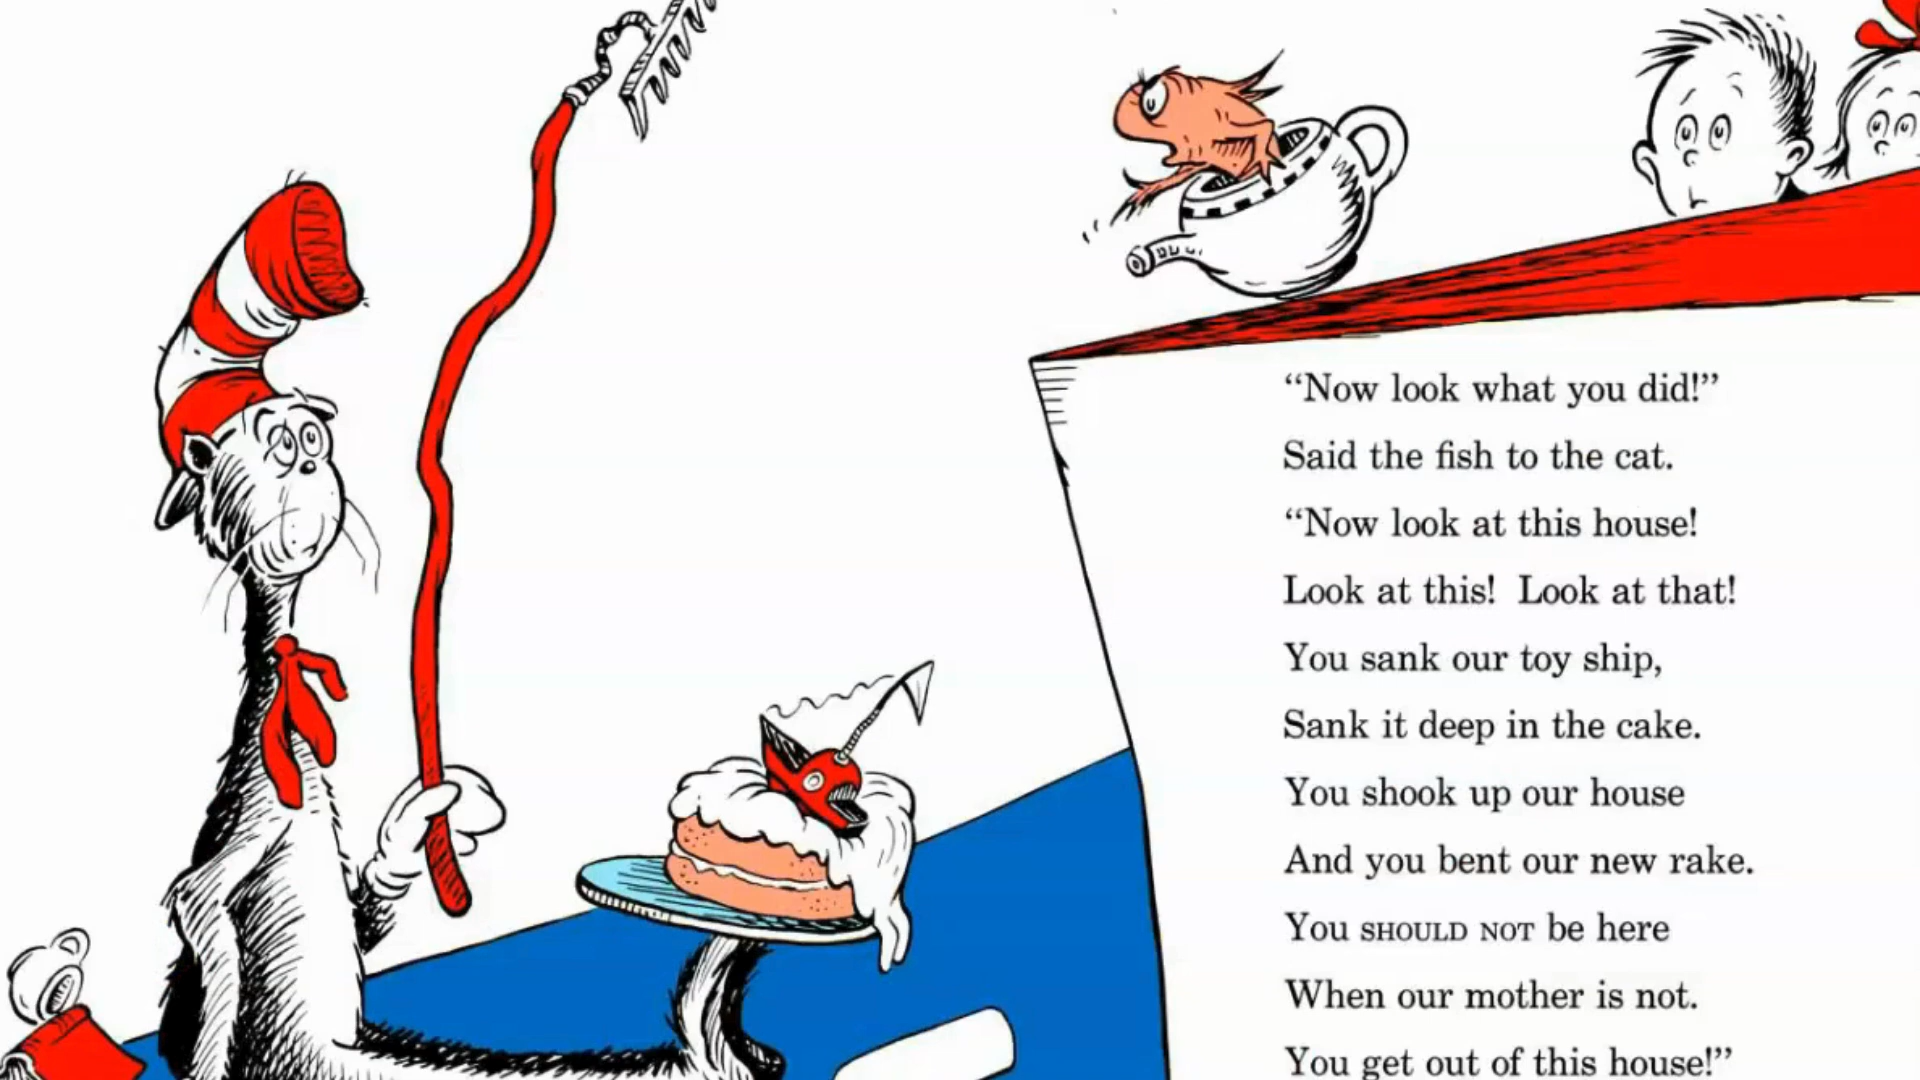 “Now look what you did!”
Said the fish to the cat.
“Now look at this house!
Look at this! Look at that!
You sank our toy ship,
Sank it deep in the cake.
You shook up our house
And you bent our new rake.
You SHOULD NOT be here
When our mother is not.
You get out of this house!”